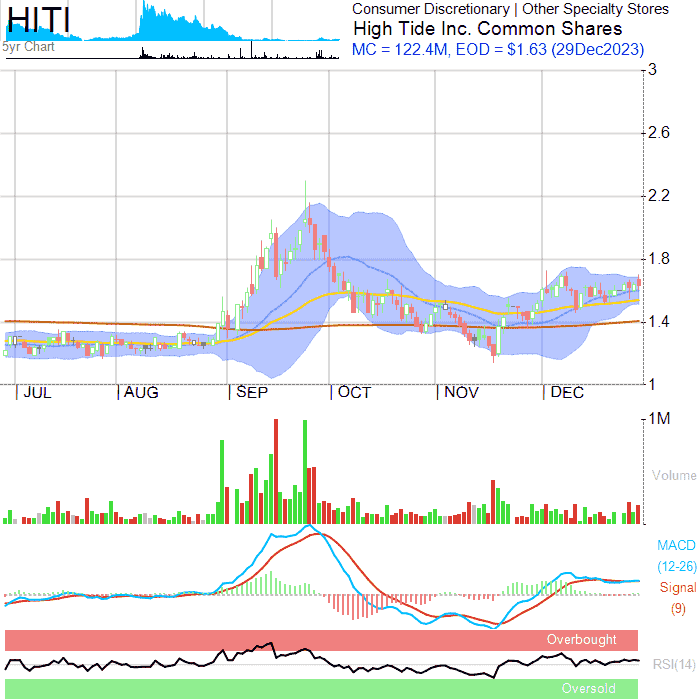 HITI
5yr Chart
Consumer Discretionary | Other Specialty Stores
High Tide Inc. Common Shares
MC = 122.4M, EOD = $1.63 (29Dec2023)
3
2.6
2.2
1.8
1.4
1
| JUL | AUG | SEP | OCT | NOV | DEC
1M
Volume
MACD
(12-26)
Signal
(9)
Overbought
RSI(14)
Oversold